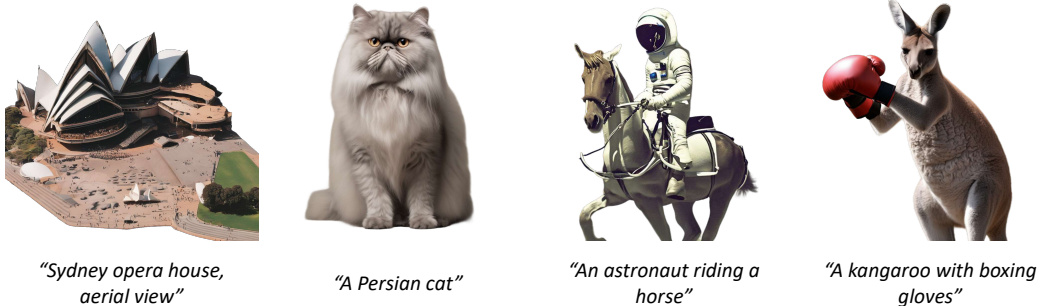 “Sydney opera house,
aerial view”
“A Persian cat”
“An astronaut riding a
horse”
“A kangaroo with boxing
gloves”